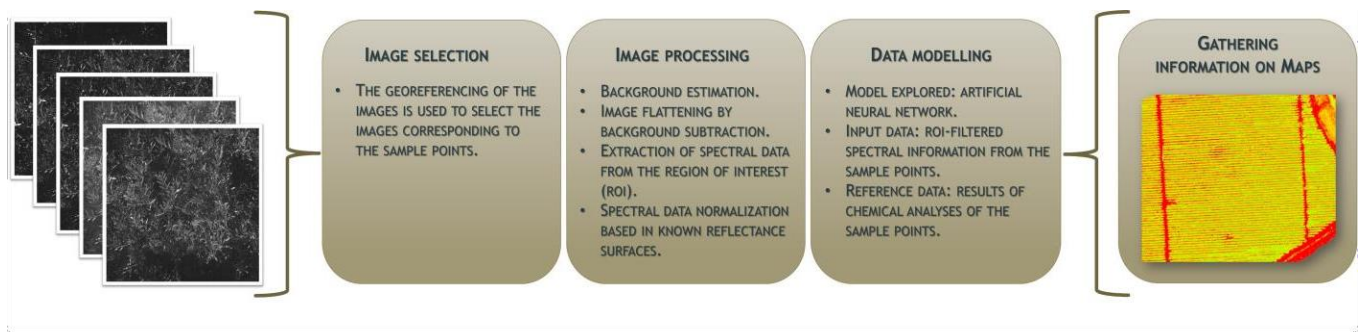 IMAGE SELECTION
• THE GEOREFERENCING OF THE
IMAGES IS USED TO SELECT THE
IMAGES CORRESPONDING TO
THE SAMPLE POINTS.
IMAGE PROCESSING
• BACKGROUND ESTIMATION.
• IMAGE FLATTENING BY
BACKGROUND SUBTRACTION.
• EXTRACTION OF SPECTRAL DATA
FROM THE REGION OF INTEREST
(ROI).
• SPECTRAL DATA NORMALIZATION
BASED IN KNOWN REFLECTANCE
SURFACES.
DATA MODELLING
• MODEL EXPLORED: ARTIFICIAL
NEURAL NETWORK.
• INPUT DATA: ROI-FILTERED
SPECTRAL INFORMATION FROM THE
SAMPLE POINTS.
• REFERENCE DATA: RESULTS OF
CHEMICAL ANALYSES OF THE
SAMPLE POINTS.
GATHERING
INFORMATION ON MAPS